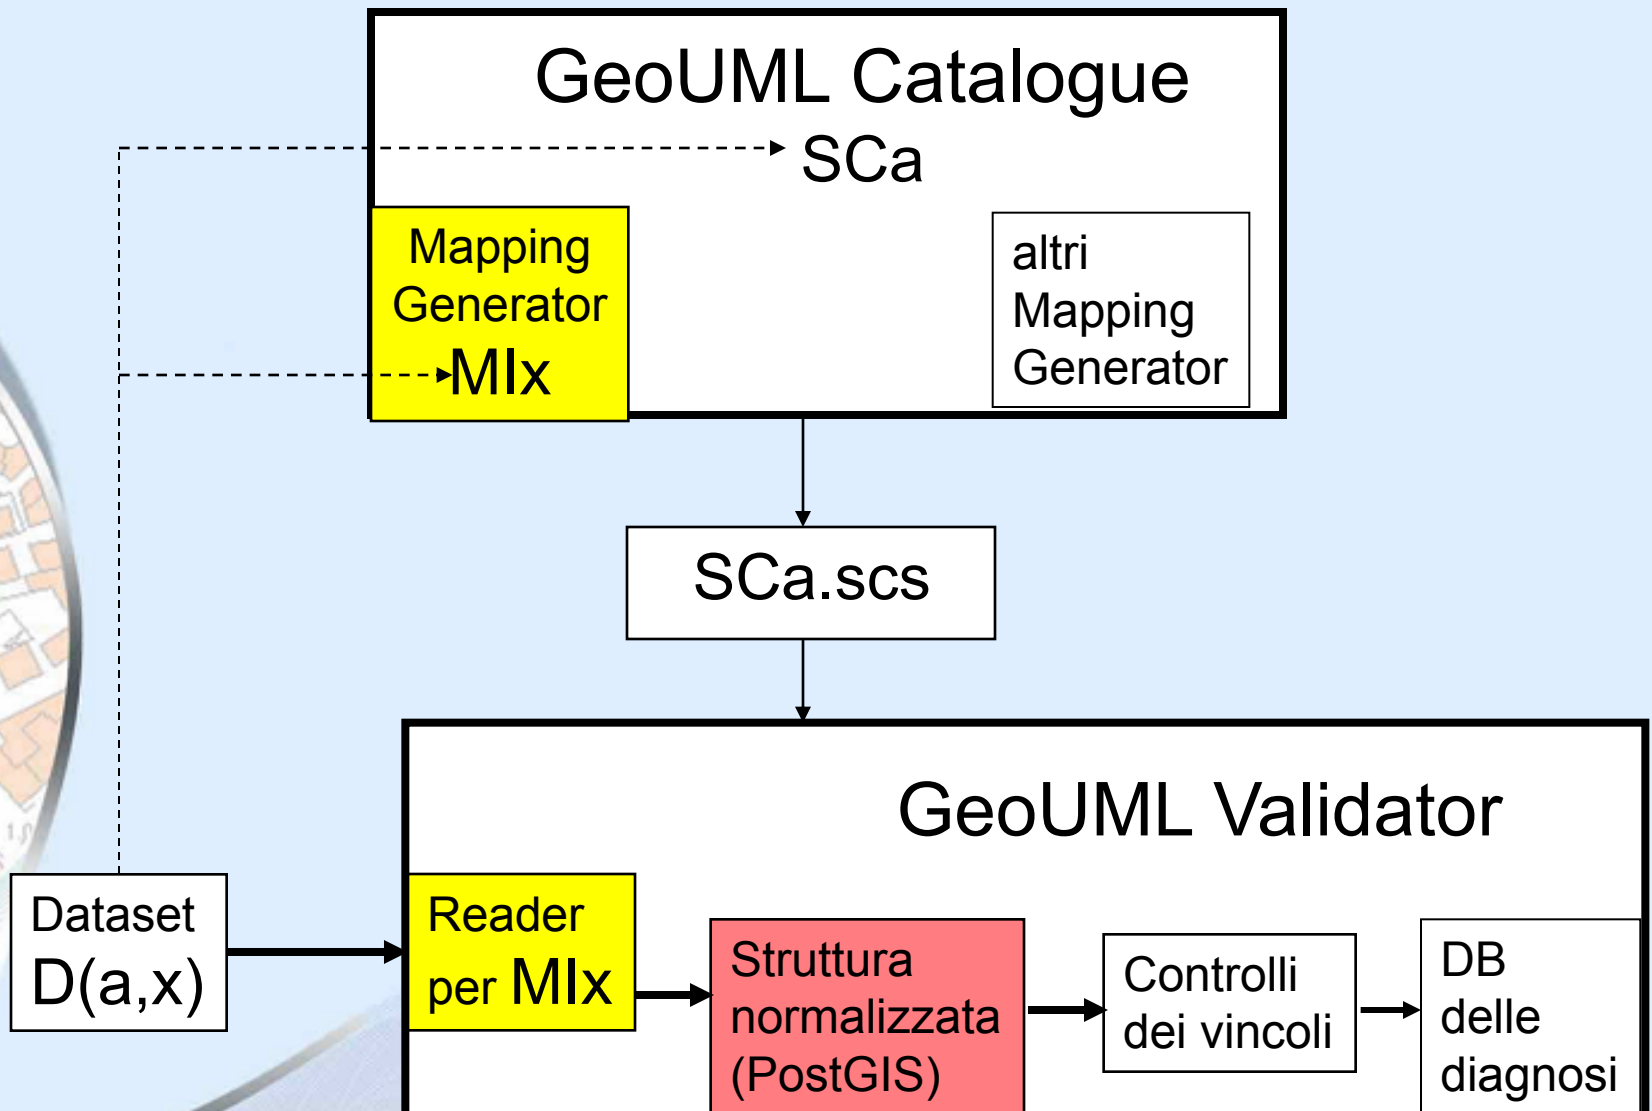 GeoUML Catalogue
SCa
Mapping
Generator
MIx
altri
Mapping
Generator
SCa.scs
GeoUML Validator
Dataset
D(a,x)
Reader
per MIx
Struttura
normalizzata
(PostGIS)
Controlli
dei vincoli
DB
delle
diagnosi